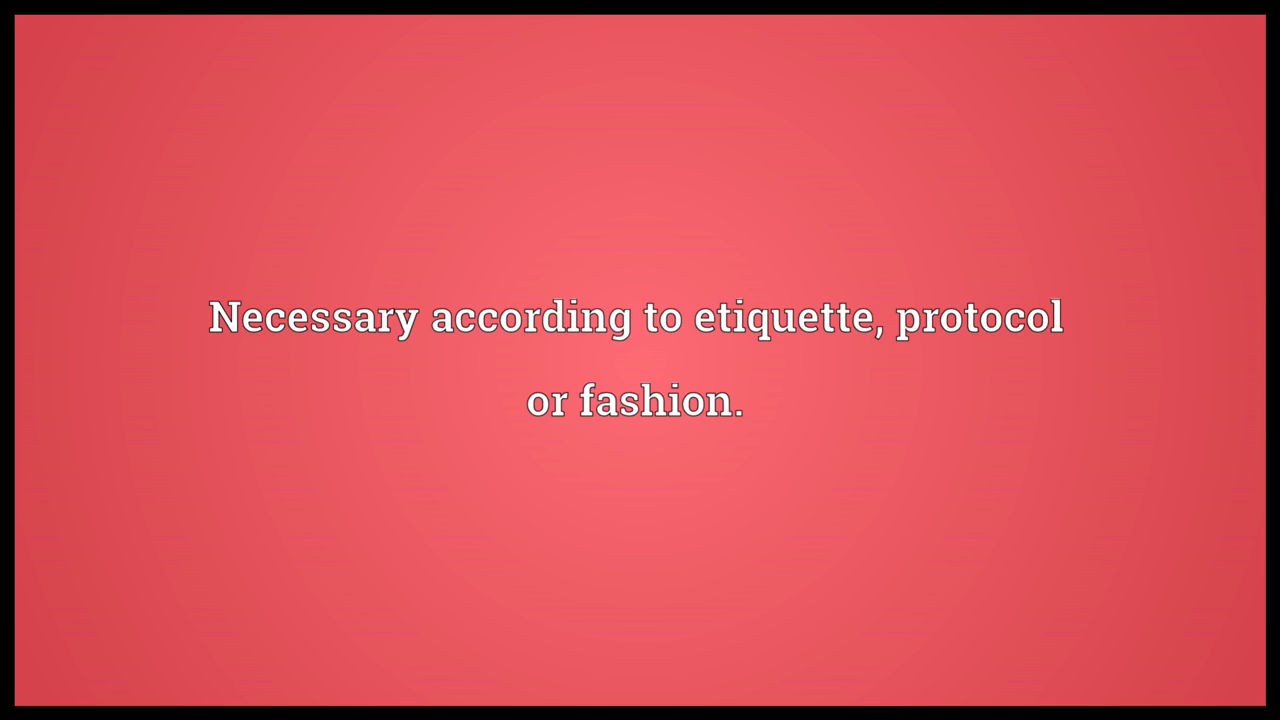 Necessary according to etiquette, protocol
or fashion.